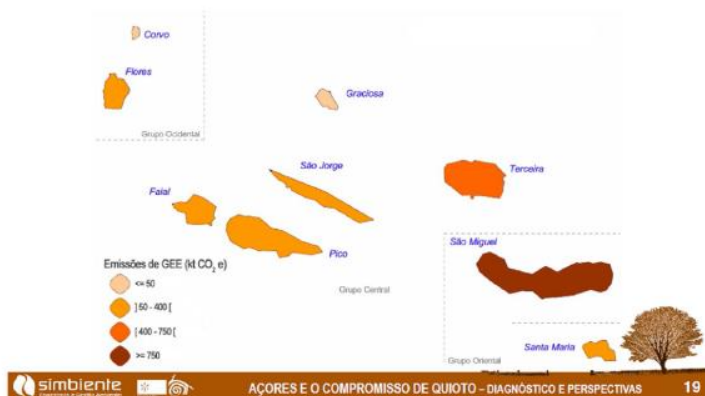 Corvo
Flores
Grupo Ocidental
Graciosa
São Jorge
Terceira
Faial
Pico
Grupo Central
São Miguel
Santa Maria
Grupo Oriental
Emissões de GEE (kt CO2 e)
<= 50
] 50 - 400 [
[ 400 - 750 [
>= 750
simbiente
AÇORES E O COMPROMISSO DE QUIOTO – DIAGNÓSTICO E PERSPECTIVAS
19